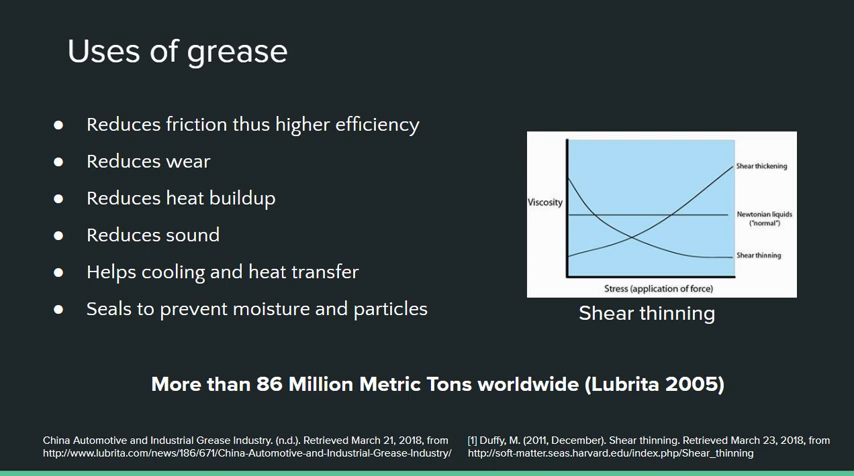 Uses of grease
● Reduces friction thus higher efficiency
● Reduces wear
● Reduces heat buildup
● Reduces sound
● Helps cooling and heat transfer
● Seals to prevent moisture and particles
Viscosity
Shear thickening
Newtonian liquids
("normal")
Shear thinning
Stress (application of force)
Shear thinning
More than 86 Million Metric Tons worldwide (Lubrita 2005)
China Automotive and Industrial Grease Industry. (n.d.). Retrieved March 21, 2018, from
http://www.lubrita.com/news/186/671/China-Automotive-and-Industrial-Grease-Industry/
[1] Duffy, M. (2011, December). Shear thinning. Retrieved March 23, 2018, from
http://soft-matter.seas.harvard.edu/index.php/Shear_thinning